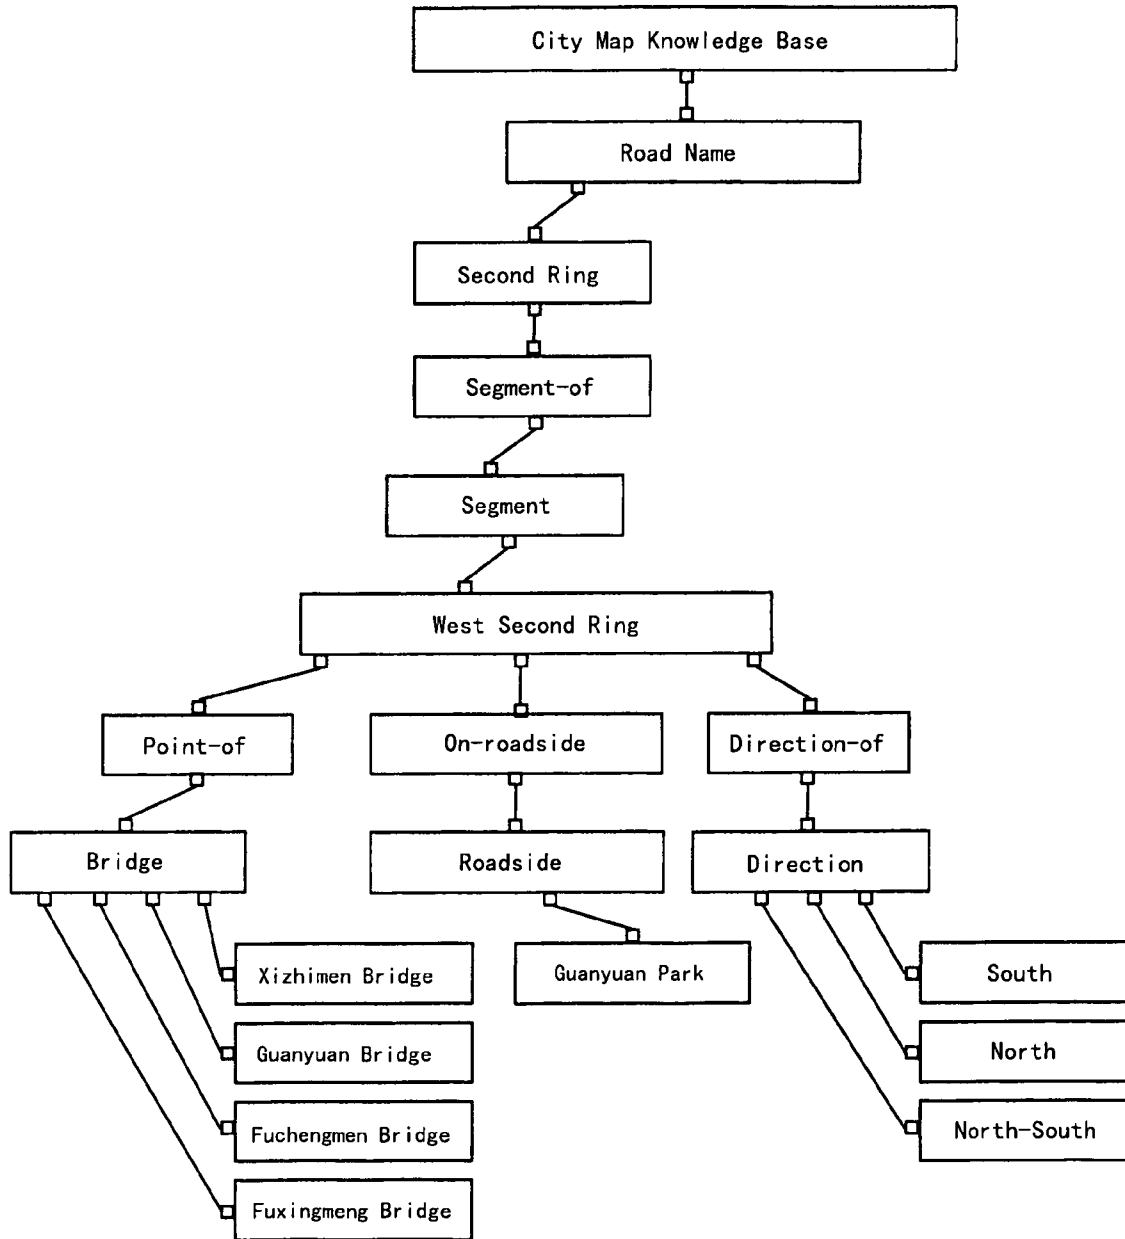 City Map Knowledge Base
Road Name
Second Ring
Segment-of
Segment
West Second Ring
Point-of
On-roadside
Direction-of
Bridge
Roadside
Direction
Xizhimen Bridge
Guanyuan Park
South
Guanyuan Bridge
North
Fuchengmen Bridge
North-South
Fuxingmeng Bridge